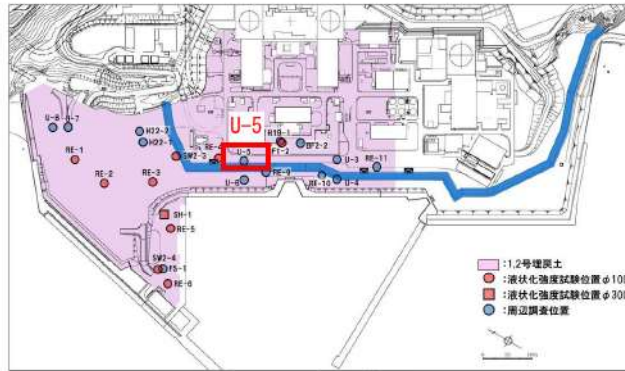 U-5
U-8
U-7
H22-2
H22-1
R19-1
RE-1
SW2-3
RE-4
U-5
F1-2
BF2-2
U-3
RE-11
RE-2
RE-3
U-6
RE-9
RE-10
U-4
SH-1
RE-5
SW2-4
FS-1
RE-6
:1,2号埋戻土
:液状化強度試験位置φ100
:液状化強度試験位置φ300
:周辺調査位置